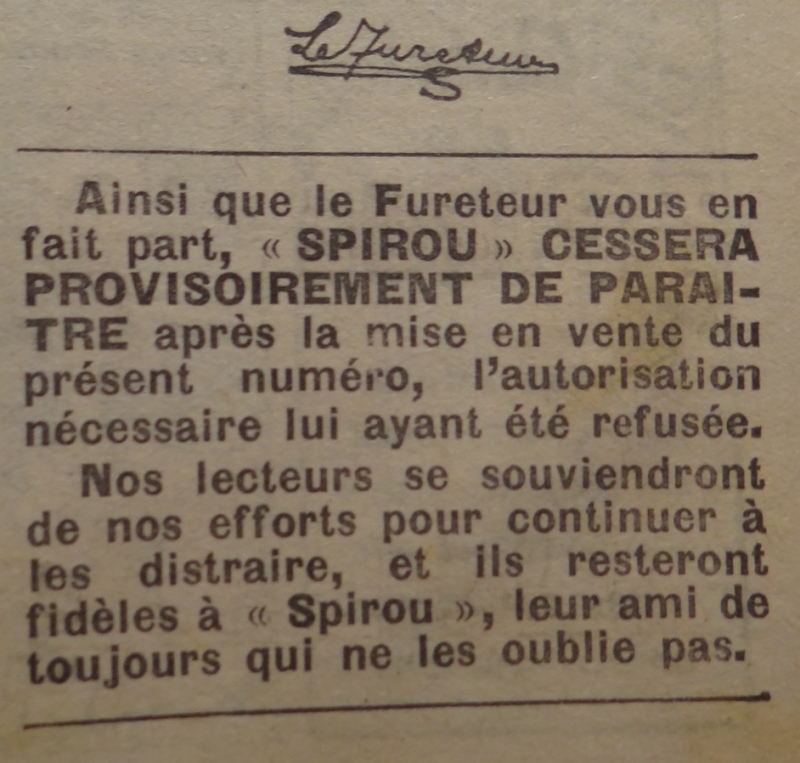 Le Fureteur
Ainsi que le Fureteur vous en
fait part, « SPIROU » CESSERA
PROVISOIREMENT DE PARAI-
TRE après la mise en vente du
présent numéro, l'autorisation
nécessaire lui ayant été refusée.
Nos lecteurs se souviendront
de nos efforts pour continuer à
les distraire, et ils resteront
fidèles à « Spirou », leur ami de
toujours qui ne les oublie pas.